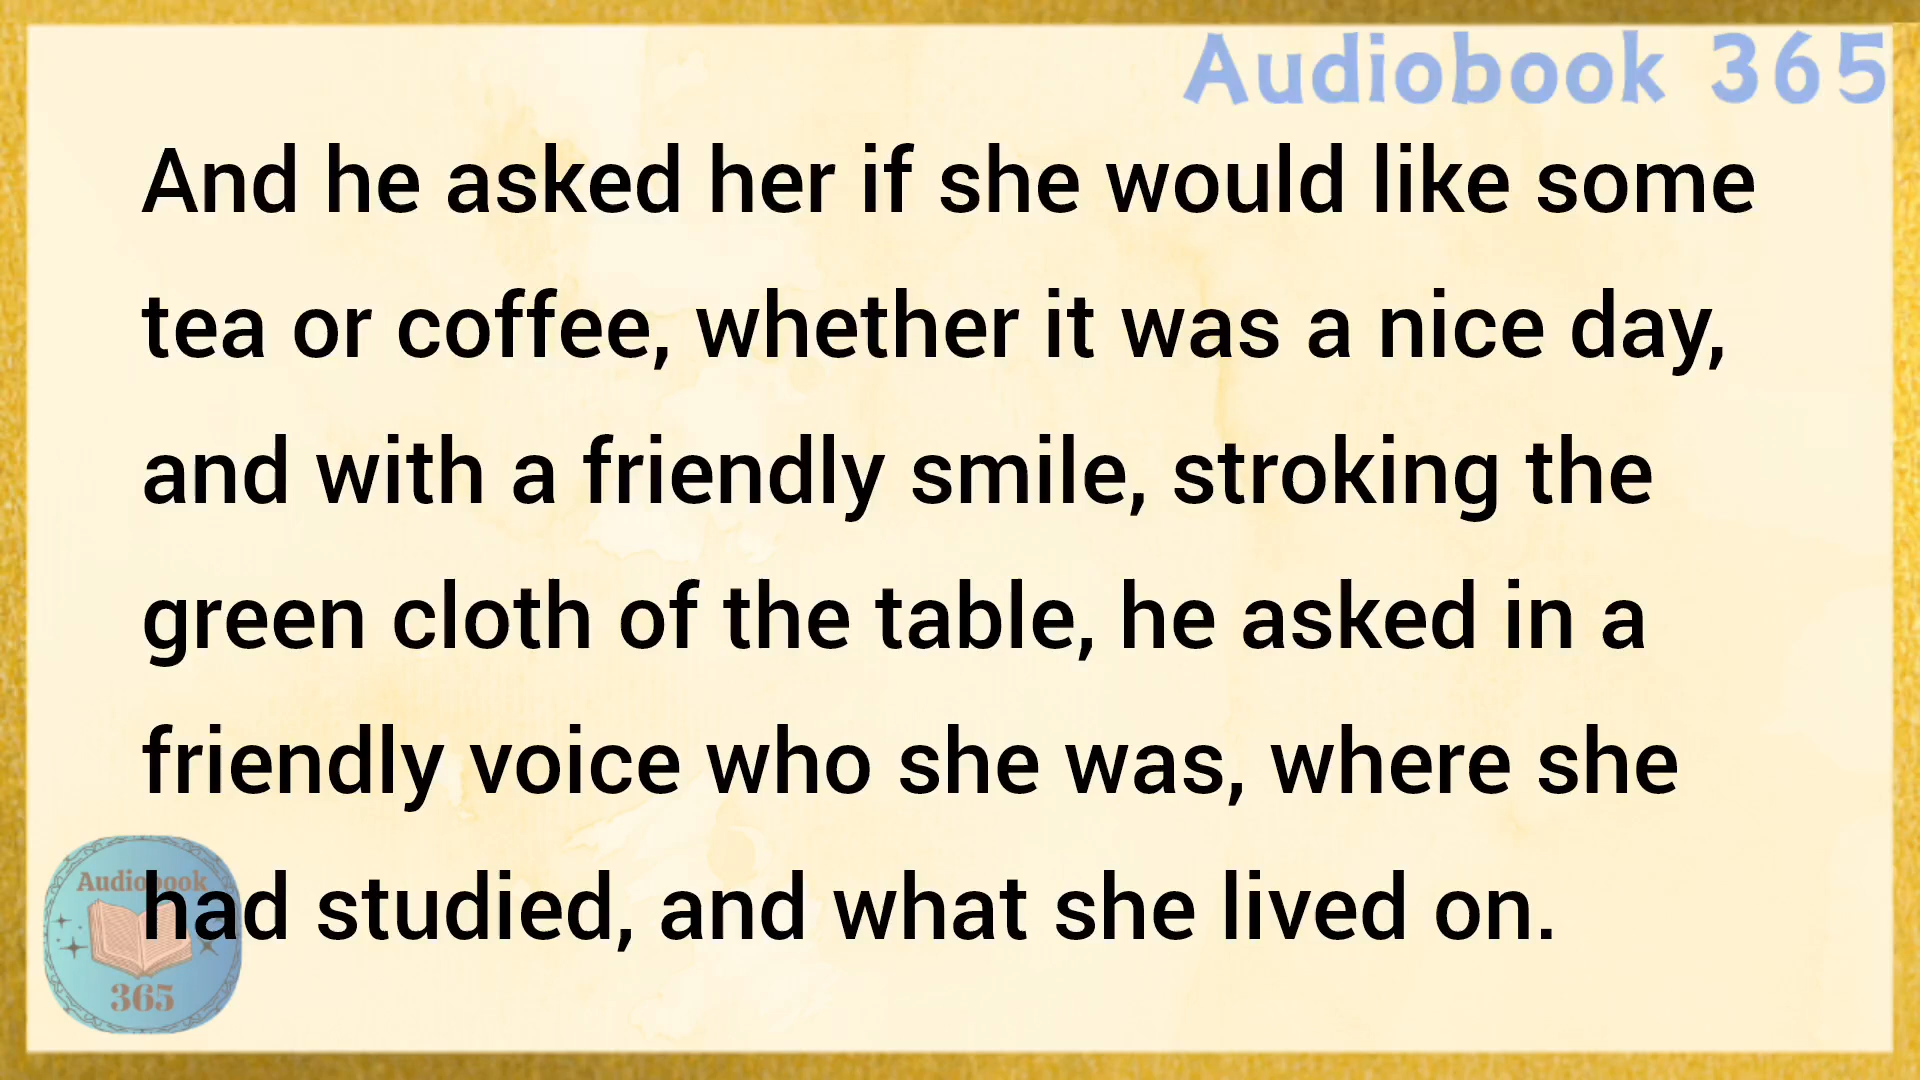 Audiobook 365
And he asked her if she would like some
tea or coffee, whether it was a nice day,
and with a friendly smile, stroking the
green cloth of the table, he asked in a
friendly voice who she was, where she
had studied, and what she lived on.
Audiobook
365